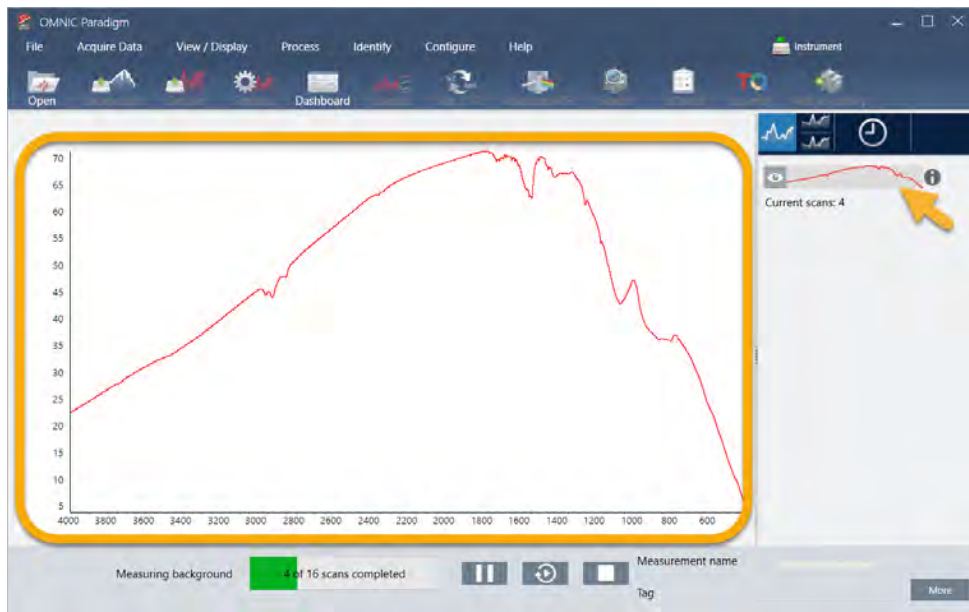 OMNIC Paradigm
File Acquire Data View / Display Process Identify Configure Help Instrument
Open Dashboard TQ
70
65
60
55
50
45
40
35
30
25
20
15
10
5
4000 3800 3600 3400 3200 3000 2800 2600 2400 2200 2000 1800 1600 1400 1200 1000 800 600
Current scans: 4
Measuring background 4 of 16 scans completed Measurement name
Tag
More